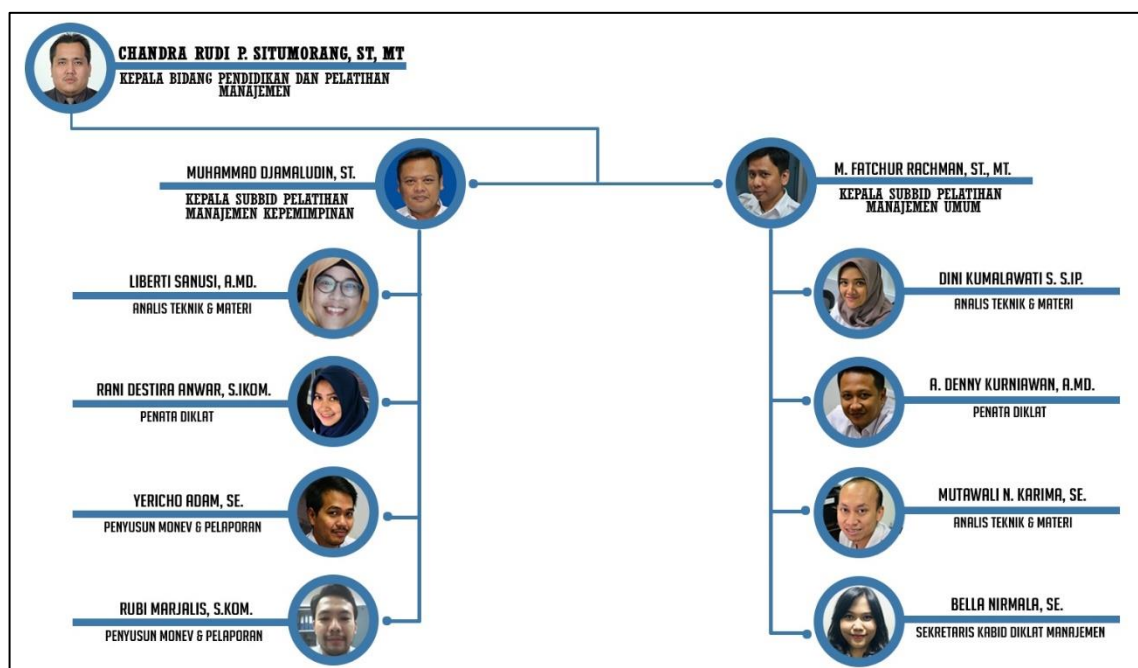 CHANDRA RUDI P. SITUMORANG, ST, MT
KEPALA BIDANG PENDIDIKAN DAN PELATIHAN
MANAJEMEN
MUHAMMAD DJAMALUDIN, ST.
KEPALA SUBBID PELATIHAN
MANAJEMEN KEPEMIMPINAN
M. FATCHUR RACHMAN, ST., MT.
KEPALA SUBBID PELATIHAN
MANAJEMEN UMUM
LIBERTI SANUSI, A.MD.
ANALIS TEKNIK & MATERI
RANI DESTIRA ANWAR, S.IKOM.
PENATA DIKLAT
YERICHO ADAM, SE.
PENYUSUN MONEV & PELAPORAN
RUBI MARJALIS, S.KOM.
PENYUSUN MONEV & PELAPORAN
DINI KUMALAWATI S. S.IP.
ANALIS TEKNIK & MATERI
A. DENNY KURNIAWAN, A.MD.
PENATA DIKLAT
MUTAWALI N. KARIMA, SE.
ANALIS TEKNIK & MATERI
BELLA NIRMALA, SE.
SEKRETARIS KABID DIKLAT MANAJEMEN